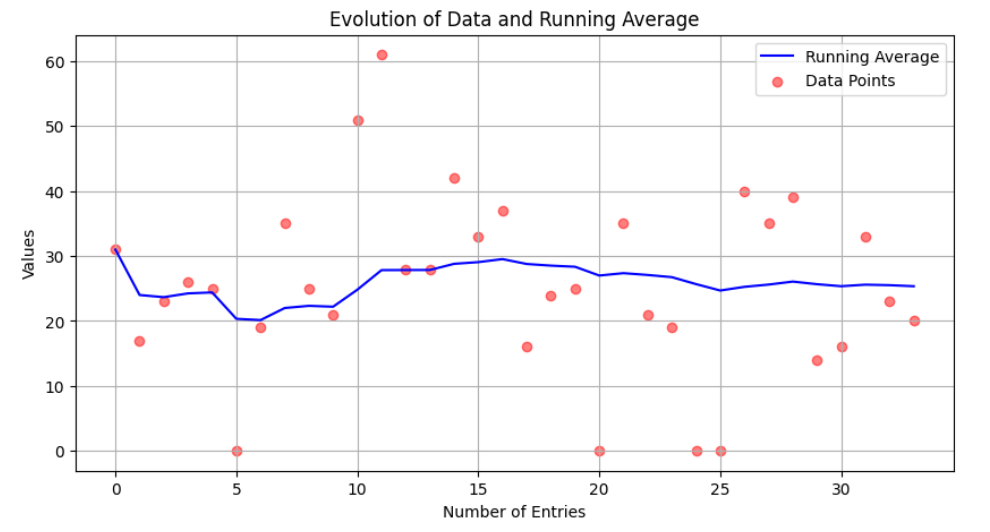 Evolution of Data and Running Average
Running Average
Data Points
Values
60
50
40
30
20
10
0
0 5 10 15 20 25 30
Number of Entries